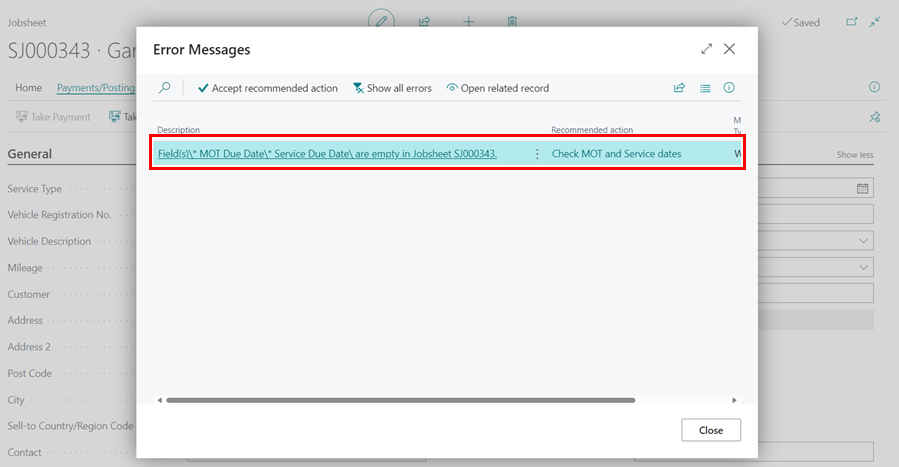 Jobsheet
Saved
SJ000343 · Gar
Home
Payments/Posting
Take Payment
Tak
General
Show less
Service Type
Vehicle Registration No.
Vehicle Description
Mileage
Customer
Address
Address 2
Post Code
City
Sell-to Country/Region Code
Contact
Error Messages
Accept recommended action
Show all errors
Open related record
Description
Recommended action
M
Ty
Field(s)\* MOT Due Date\* Service Due Date\ are empty in Jobsheet SJ000343.
Check MOT and Service dates
W
Close